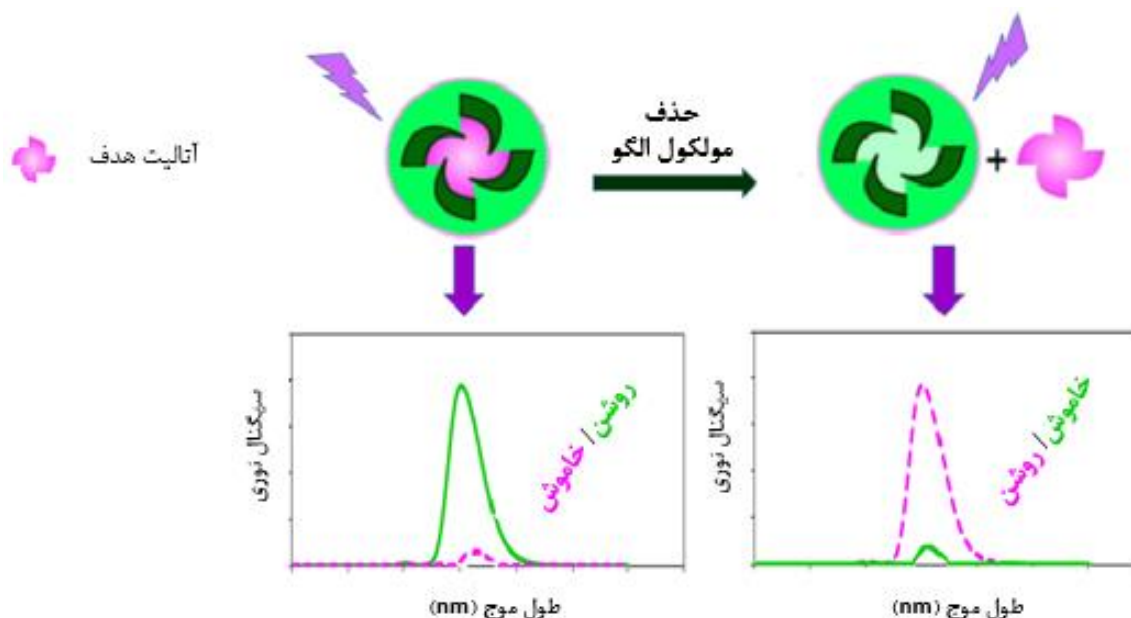 آنالیت هدف
حذف
مولکول الگو
+
سیگنال نوری
روشن / خاموش
طول موج (nm)
سیگنال نوری
خاموش / روشن
طول موج (nm)